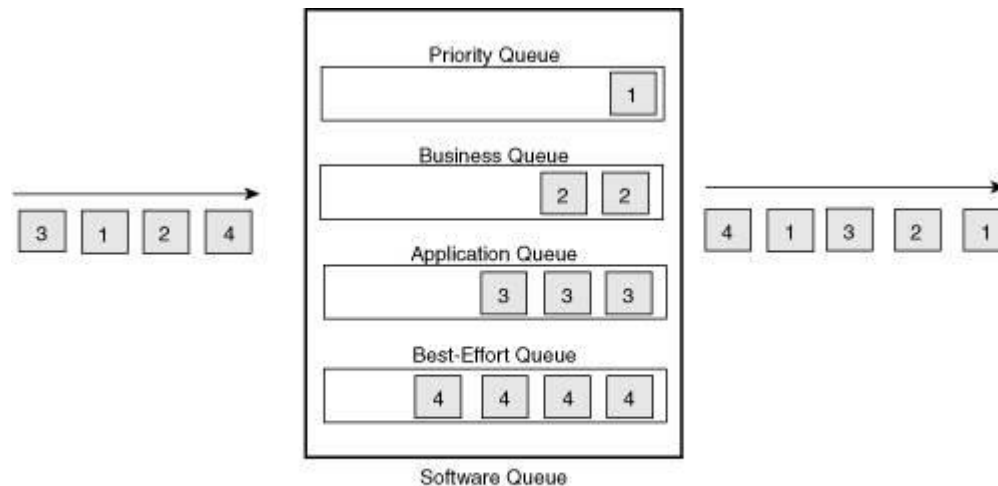 Priority Queue
1
Business Queue
2 2
3 1 2 4
4 1 3 2 1
Application Queue
3 3 3
Best-Effort Queue
4 4 4 4
Software Queue